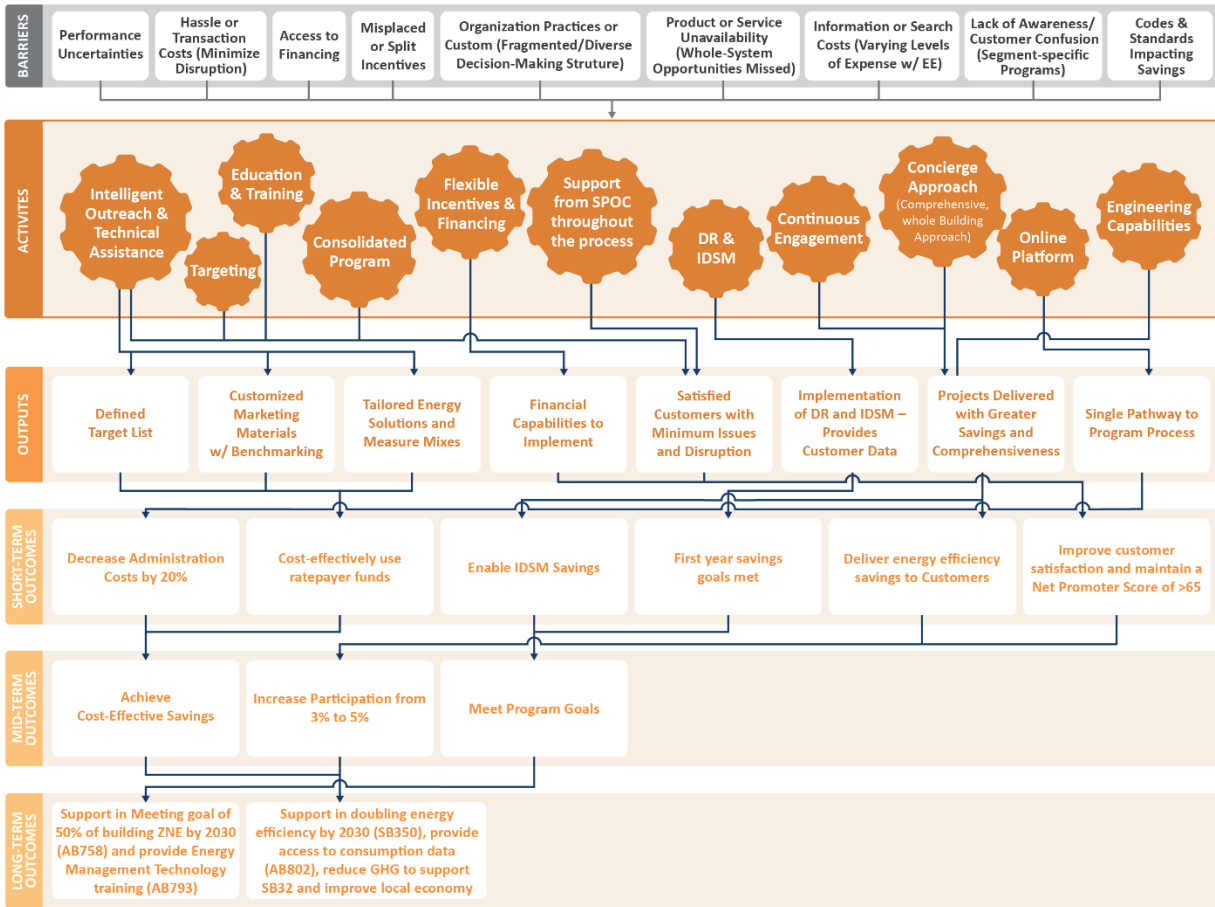 BARRIERS
Performance
Uncertainties
Hassle or
Transaction
Costs (Minimize
Disruption)
Access to
Financing
Misplaced
or Split
Incentives
Organization Practices or
Custom (Fragmented/Diverse
Decision-Making Struture)
Product or Service
Unavailability
(Whole-System
Opportunities Missed)
Information or Search
Costs (Varying Levels
of Expense w/ EE)
Lack of Awareness/
Customer Confusion
(Segment-specific
Programs)
Codes &
Standards
Impacting
Savings
ACTIVITES
Intelligent
Outreach &
Technical
Assistance
Targeting
Education
& Training
Consolidated
Program
Flexible
Incentives &
Financing
Support
from SPOC
throughout
the process
DR &
IDSM
Continuous
Engagement
Concierge
Approach
(Comprehensive,
whole Building
Approach)
Online
Platform
Engineering
Capabilities
OUTPUTS
Defined
Target List
Customized
Marketing
Materials
w/ Benchmarking
Tailored Energy
Solutions and
Measure Mixes
Financial
Capabilities to
Implement
Satisfied
Customers with
Minimum Issues
and Disruption
Implementation
of DR and IDSM –
Provides
Customer Data
Projects Delivered
with Greater
Savings and
Comprehensiveness
Single Pathway to
Program Process
SHORT-TERM
OUTCOMES
Decrease Administration
Costs by 20%
Cost-effectively use
ratepayer funds
Enable IDSM Savings
First year savings
goals met
Deliver energy efficiency
savings to Customers
Improve customer
satisfaction and maintain a
Net Promoter Score of >65
MID-TERM
OUTCOMES
Achieve
Cost-Effective Savings
Increase Participation from
3% to 5%
Meet Program Goals
LONG-TERM
OUTCOMES
Support in Meeting goal of
50% of building ZNE by 2030
(AB758) and provide Energy
Management Technology
training (AB793)
Support in doubling energy
efficiency by 2030 (SB350), provide
access to consumption data
(AB802), reduce GHG to support
SB32 and improve local economy